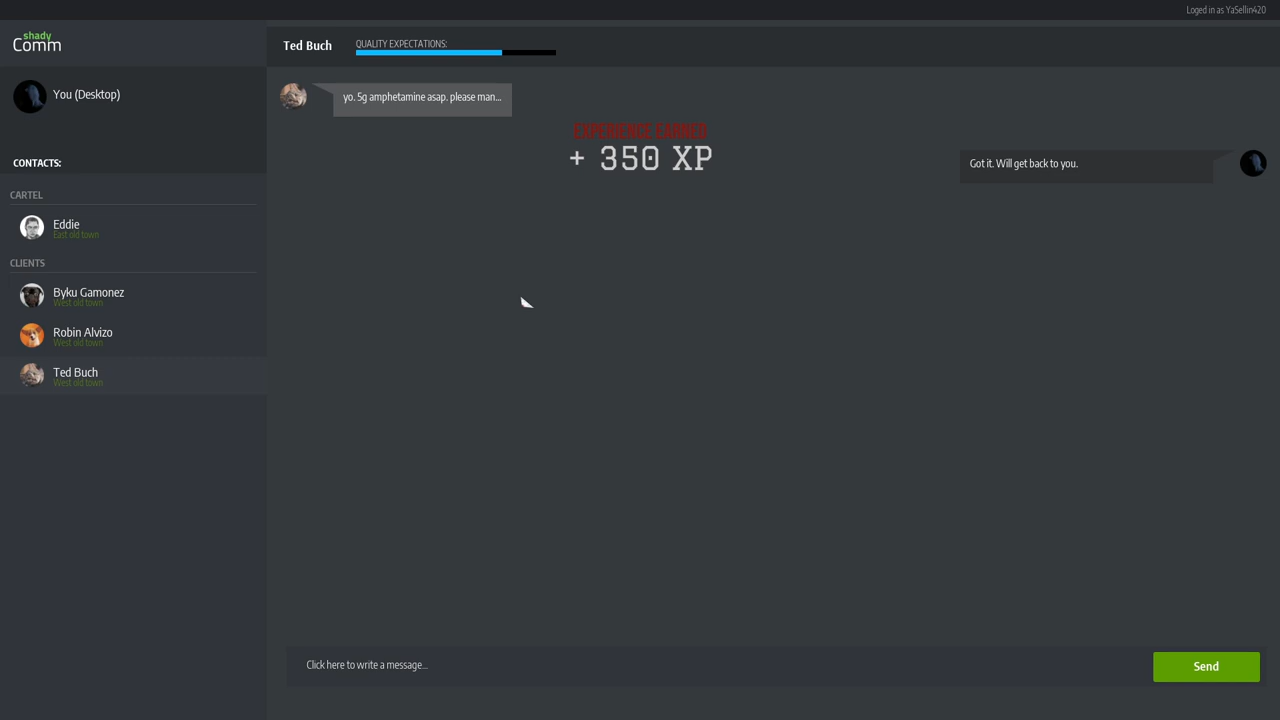 Loged in as YaSellin420
shady
Comm
You (Desktop)
CONTACTS:
CARTEL
Eddie
East old town
CLIENTS
Byku Gamonez
West old town
Robin Alvizo
West old town
Ted Buch
West old town
Ted Buch
QUALITY EXPECTATIONS:
yo. 5g amphetamine asap. please man...
EXPERIENCE EARNED
+ 350 XP
Got it. Will get back to you.
Click here to write a message...
Send